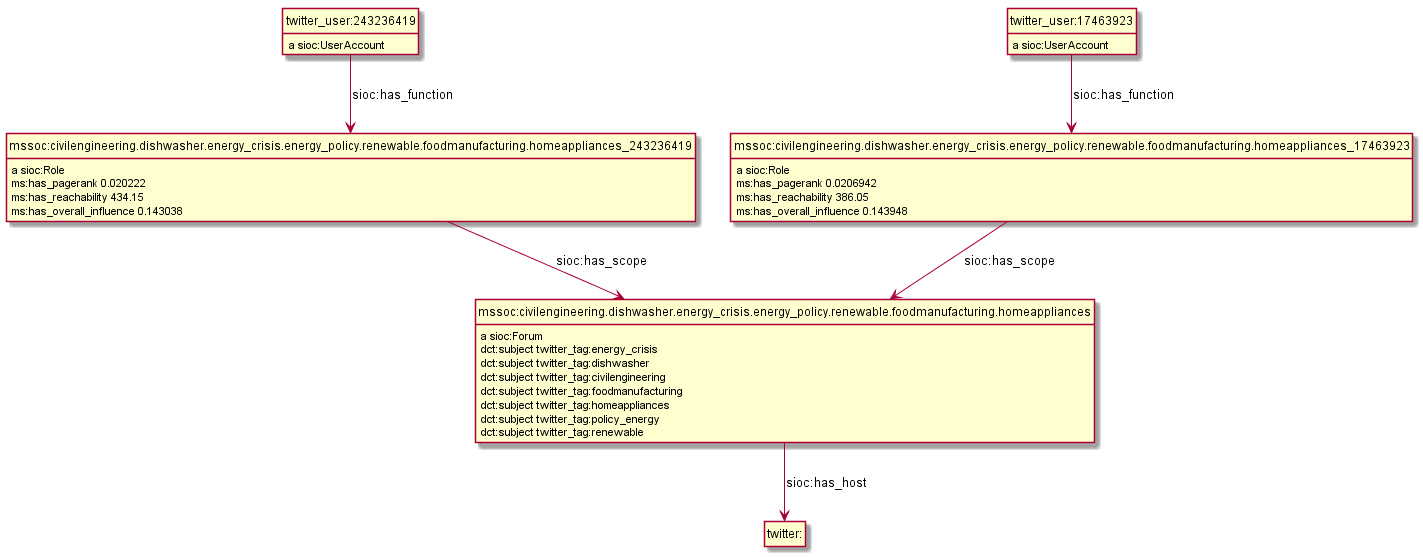 twitter_user:243236419
a sioc:UserAccount
twitter_user:17463923
a sioc:UserAccount
sioc:has_function
sioc:has_function
mssoc:civilengineering.dishwasher.energy_crisis.energy_policy.renewable.foodmanufacturing.homeappliances_243236419
a sioc:Role
ms:has_pagerank 0.020222
ms:has_reachability 434.15
ms:has_overall_influence 0.143038
mssoc:civilengineering.dishwasher.energy_crisis.energy_policy.renewable.foodmanufacturing.homeappliances_17463923
a sioc:Role
ms:has_pagerank 0.0206942
ms:has_reachability 386.05
ms:has_overall_influence 0.143948
sioc:has_scope
sioc:has_scope
mssoc:civilengineering.dishwasher.energy_crisis.energy_policy.renewable.foodmanufacturing.homeappliances
a sioc:Forum
dct:subject twitter_tag:energy_crisis
dct:subject twitter_tag:dishwasher
dct:subject twitter_tag:civilengineering
dct:subject twitter_tag:foodmanufacturing
dct:subject twitter_tag:homeappliances
dct:subject twitter_tag:policy_energy
dct:subject twitter_tag:renewable
sioc:has_host
twitter: